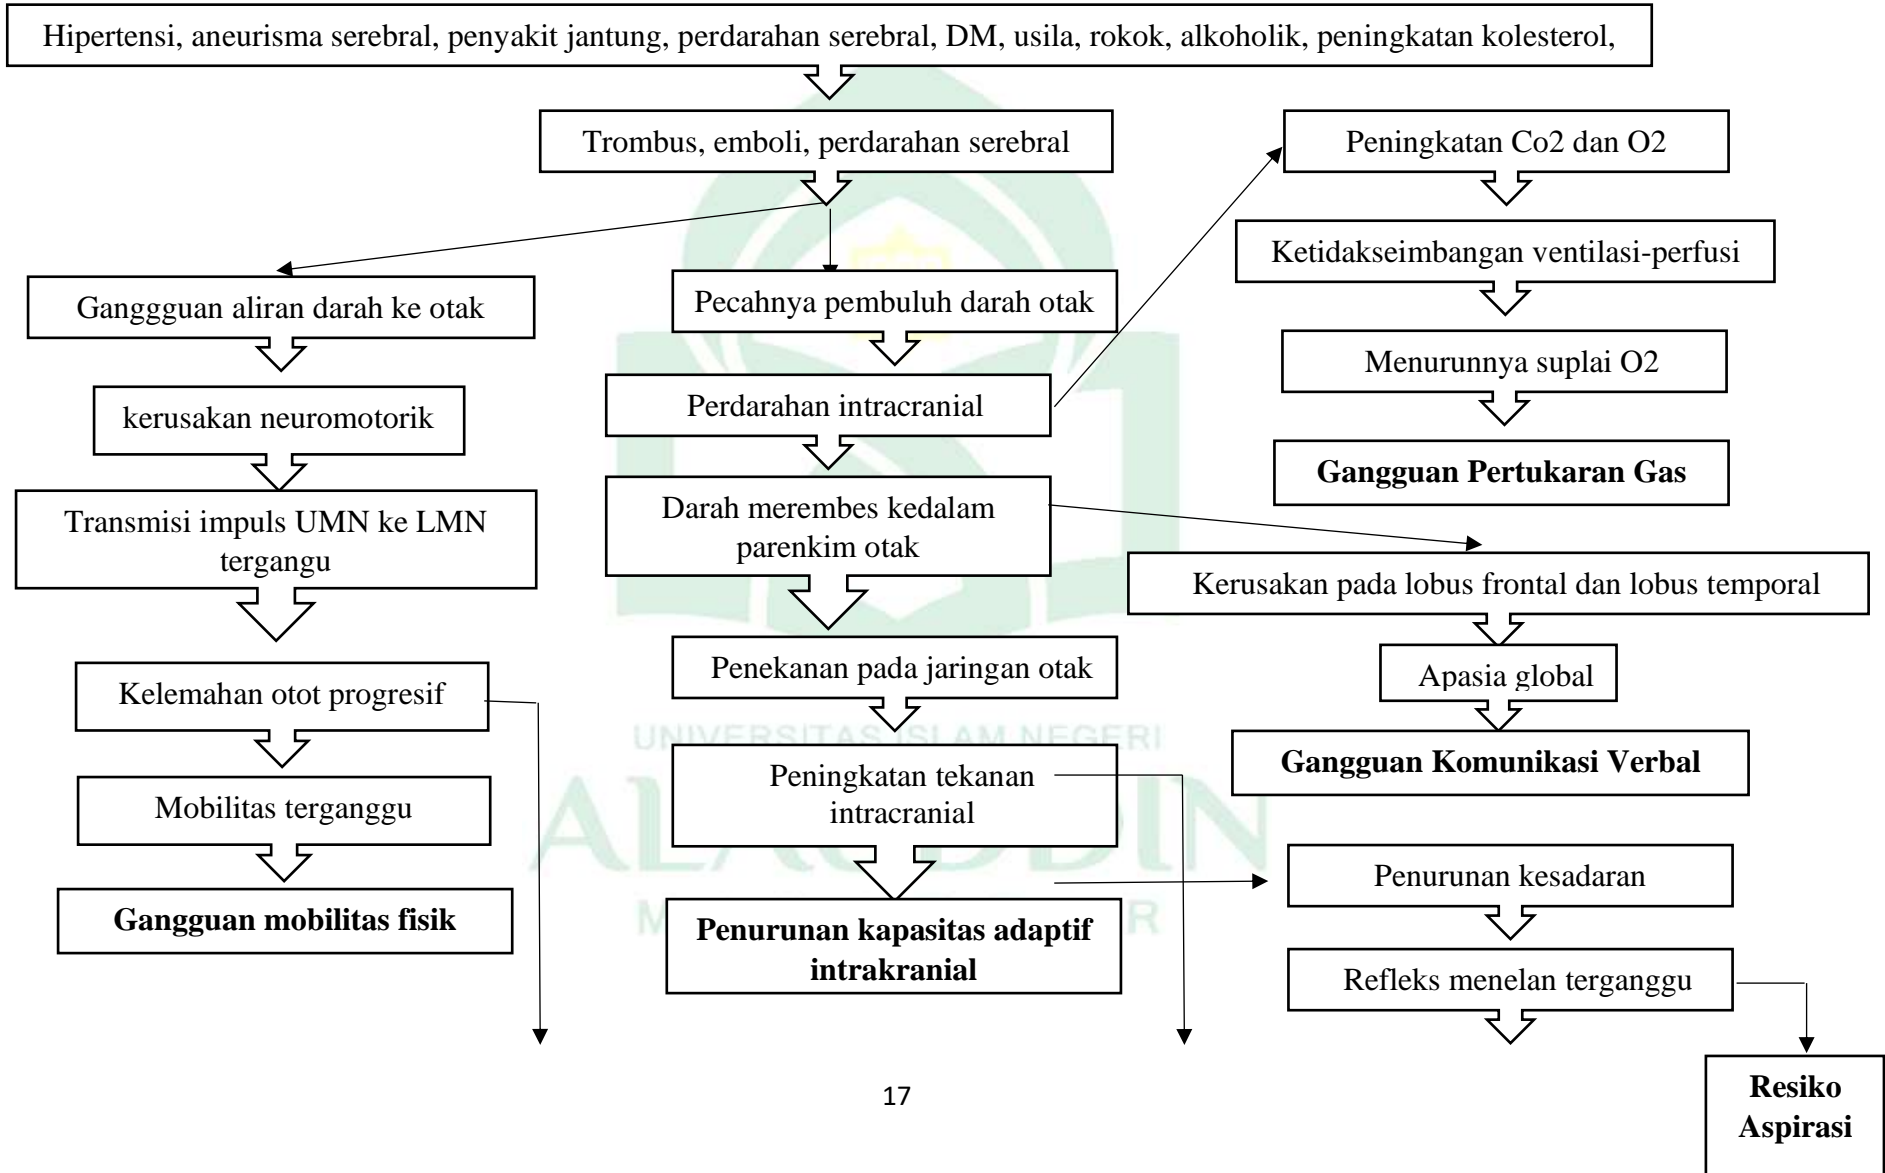 Hipertensi, aneurisma serebral, penyakit jantung, perdarahan serebral, DM, usila, rokok, alkoholik, peningkatan kolesterol,
Trombus, emboli, perdarahan serebral
Peningkatan Co2 dan O2
Ketidakseimbangan ventilasi-perfusi
Ganggguan aliran darah ke otak
Pecahnya pembuluh darah otak
Menurunnya suplai O2
kerusakan neuromotorik
Perdarahan intracranial
Gangguan Pertukaran Gas
Transmisi impuls UMN ke LMN
tergangu
Darah merembes kedalam
parenkim otak
Kerusakan pada lobus frontal dan lobus temporal
Kelemahan otot progresif
Penekanan pada jaringan otak
Apasia global
UNIVERSITAS ISLAM NEGERI
Gangguan Komunikasi Verbal
Mobilitas terganggu
Peningkatan tekanan
intracranial
Penurunan kesadaran
Gangguan mobilitas fisik
Penurunan kapasitas adaptif
intrakranial
Refleks menelan terganggu
17
Resiko
Aspirasi